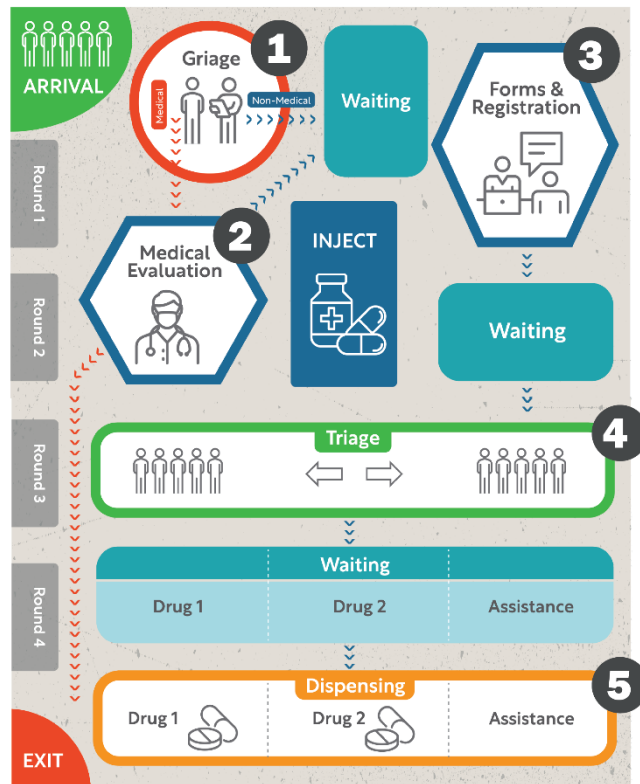 ARRIVAL
1
Griage
Medical
Non-Medical
Waiting
3
Forms &
Registration
Round 1
2
Medical
Evaluation
INJECT
Round 2
Waiting
4
Triage
Round 3
Waiting
Drug 1
Drug 2
Assistance
Round 4
5
Dispensing
Drug 1
Drug 2
Assistance
EXIT